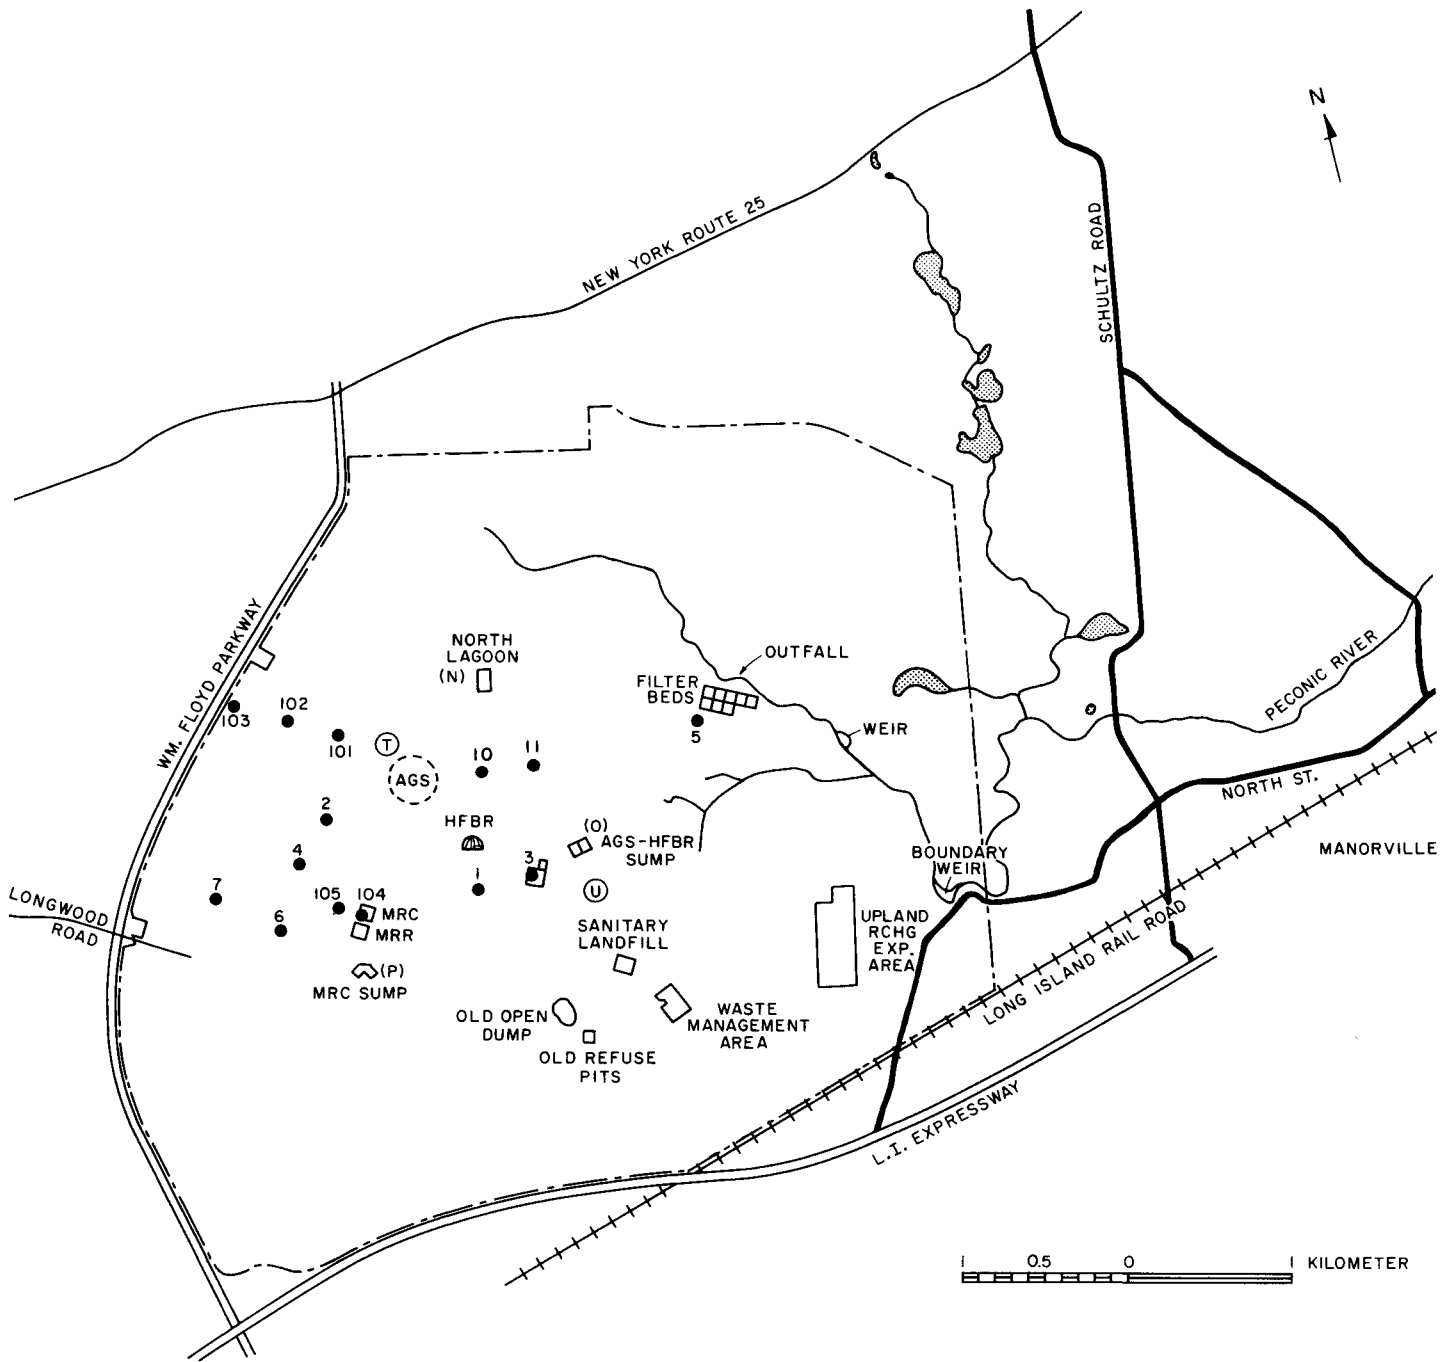 N
NEW YORK ROUTE 25
SCHULTZ ROAD
WM. FLOYD PARKWAY
NORTH
LAGOON
(N)
OUTFALL
FILTER
BEDS
PECONIC RIVER
103
102
101
T
AGS
10
11
5
WEIR
2
HFBR
(O)
AGS-HFBR
SUMP
NORTH ST.
MANORVILLE
4
3
1
U
BOUNDARY
WEIR
7
LONGWOOD
ROAD
105
104
MRC
MRR
6
(P)
MRC SUMP
SANITARY
LANDFILL
UPLAND
RCHG
EXP.
AREA
LONG ISLAND RAIL ROAD
OLD OPEN
DUMP
WASTE
MANAGEMENT
AREA
OLD REFUSE
PITS
L.I. EXPRESSWAY
1 0.5 0 1 KILOMETER